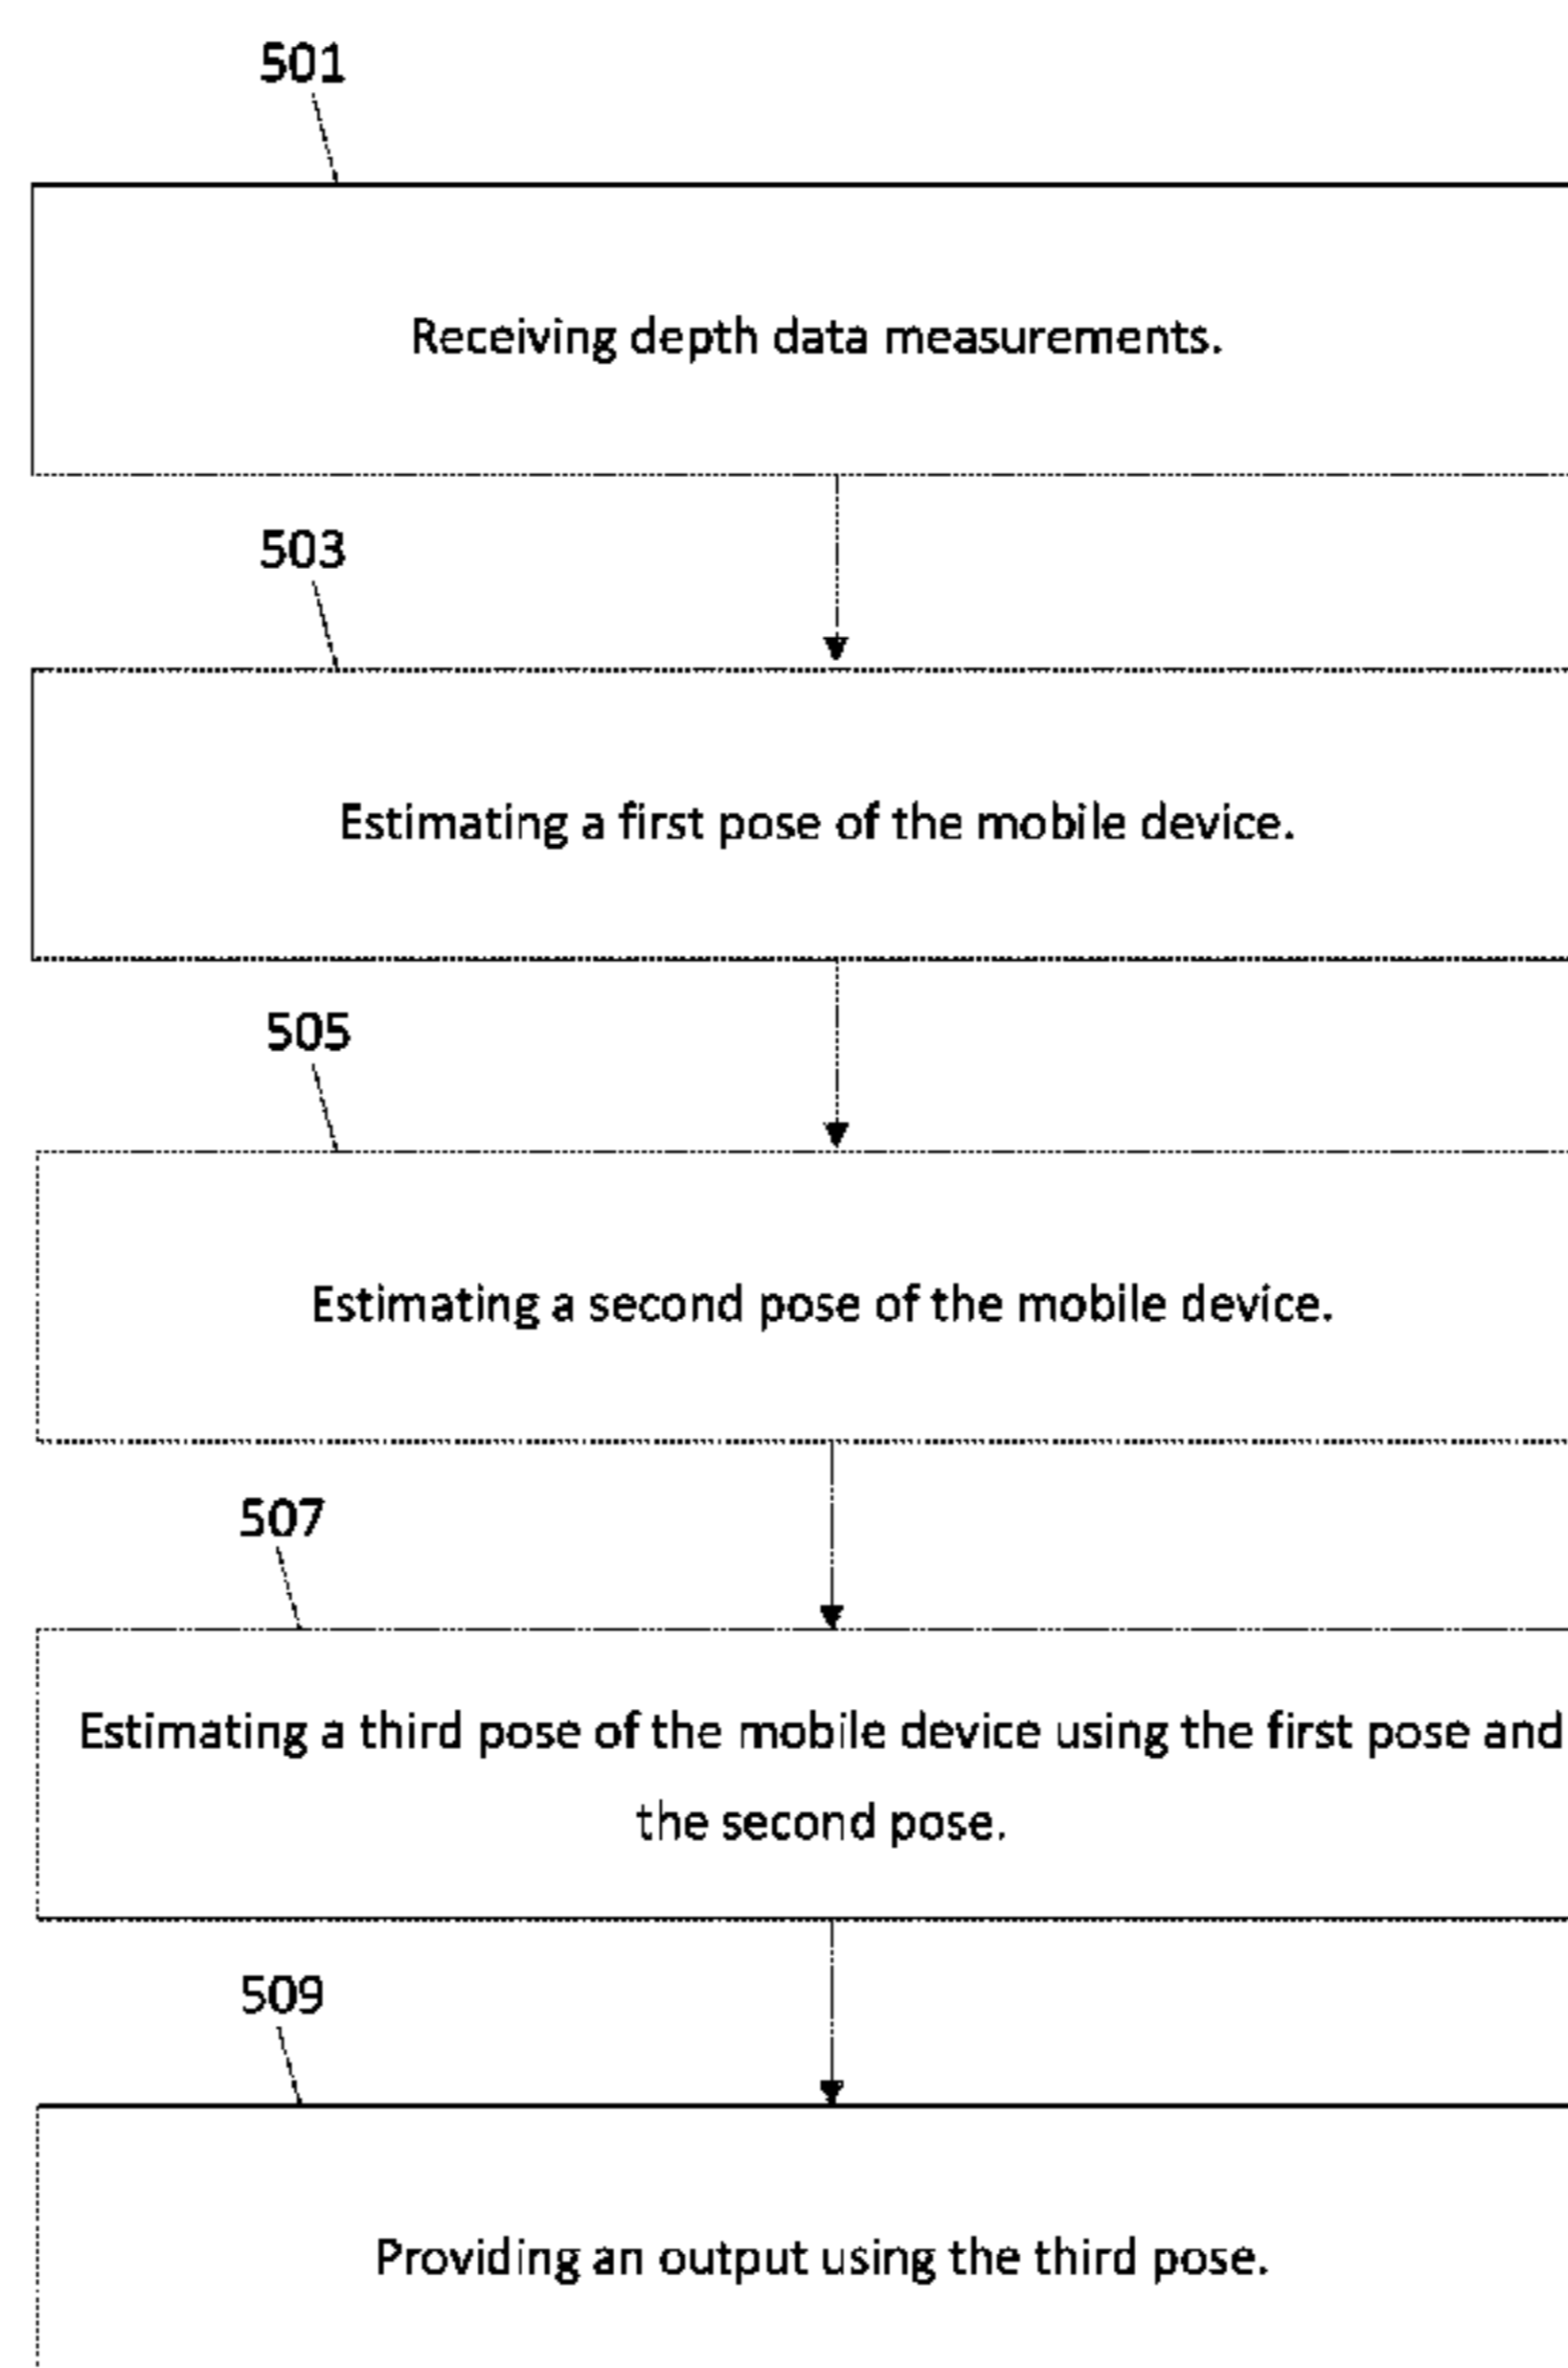 501
Receiving depth data measurements.
503
Estimating a first pose of the mobile device.
505
Estimating a second pose of the mobile device.
507
Estimating a third pose of the mobile device using the first pose and
the second pose.
509
Providing an output using the third pose.